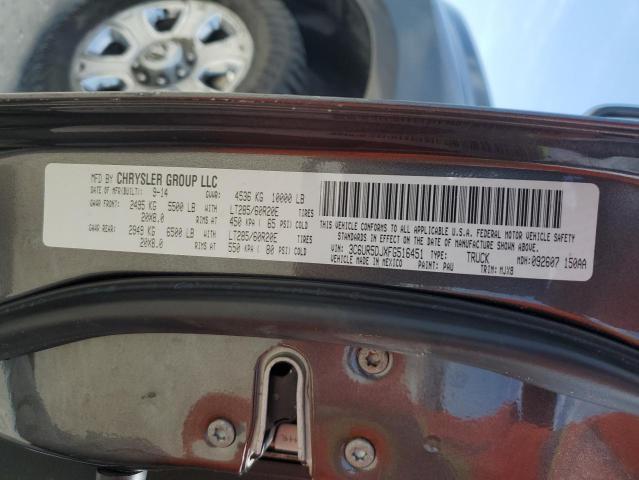 MFD BY CHRYSLER GROUP LLC
DATE OF MFR(BUILT): 9-14 GVWR: 4536 KG 10000 LB
GAWR FRONT: 2495 KG 5500 LB WITH LT285/60R20E TIRES
20X8.0 RIMS AT 450 KPA ( 65 PSI) COLD
GAWR REAR: 2949 KG 6500 LB WITH LT285/60R20E TIRES
20X8.0 RIMS AT 550 KPA ( 80 PSI) COLD
THIS VEHICLE CONFORMS TO ALL APPLICABLE U.S.A. FEDERAL MOTOR VEHICLE SAFETY
STANDARDS IN EFFECT ON THE DATE OF MANUFACTURE SHOWN ABOVE.
VIN: 3C6UR5DJXFG516451 TYPE: TRUCK MDH: 092607 150AA
MADE IN MEXICO PAINT: PAU TRIM: MJX8